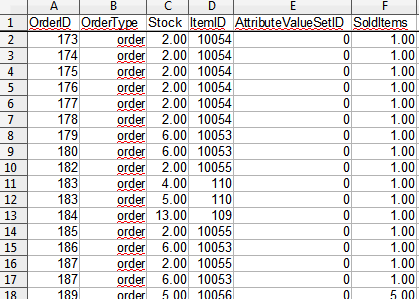 A B C D E F
1 OrderID OrderType Stock ItemID AttributeValueSetID SoldItems
2 173 order 2.00 10054 0 1.00
3 174 order 2.00 10054 0 1.00
4 175 order 2.00 10054 0 1.00
5 176 order 2.00 10054 0 1.00
6 177 order 2.00 10054 0 1.00
7 178 order 2.00 10054 0 1.00
8 179 order 6.00 10053 0 1.00
9 180 order 6.00 10053 0 1.00
10 182 order 2.00 10055 0 1.00
11 183 order 4.00 110 0 1.00
12 183 order 5.00 110 0 1.00
13 184 order 13.00 109 0 1.00
14 185 order 2.00 10055 0 1.00
15 186 order 6.00 10053 0 1.00
16 187 order 2.00 10055 0 1.00
17 187 order 6.00 10053 0 1.00
18 189 order 5.00 10056 0 5.00